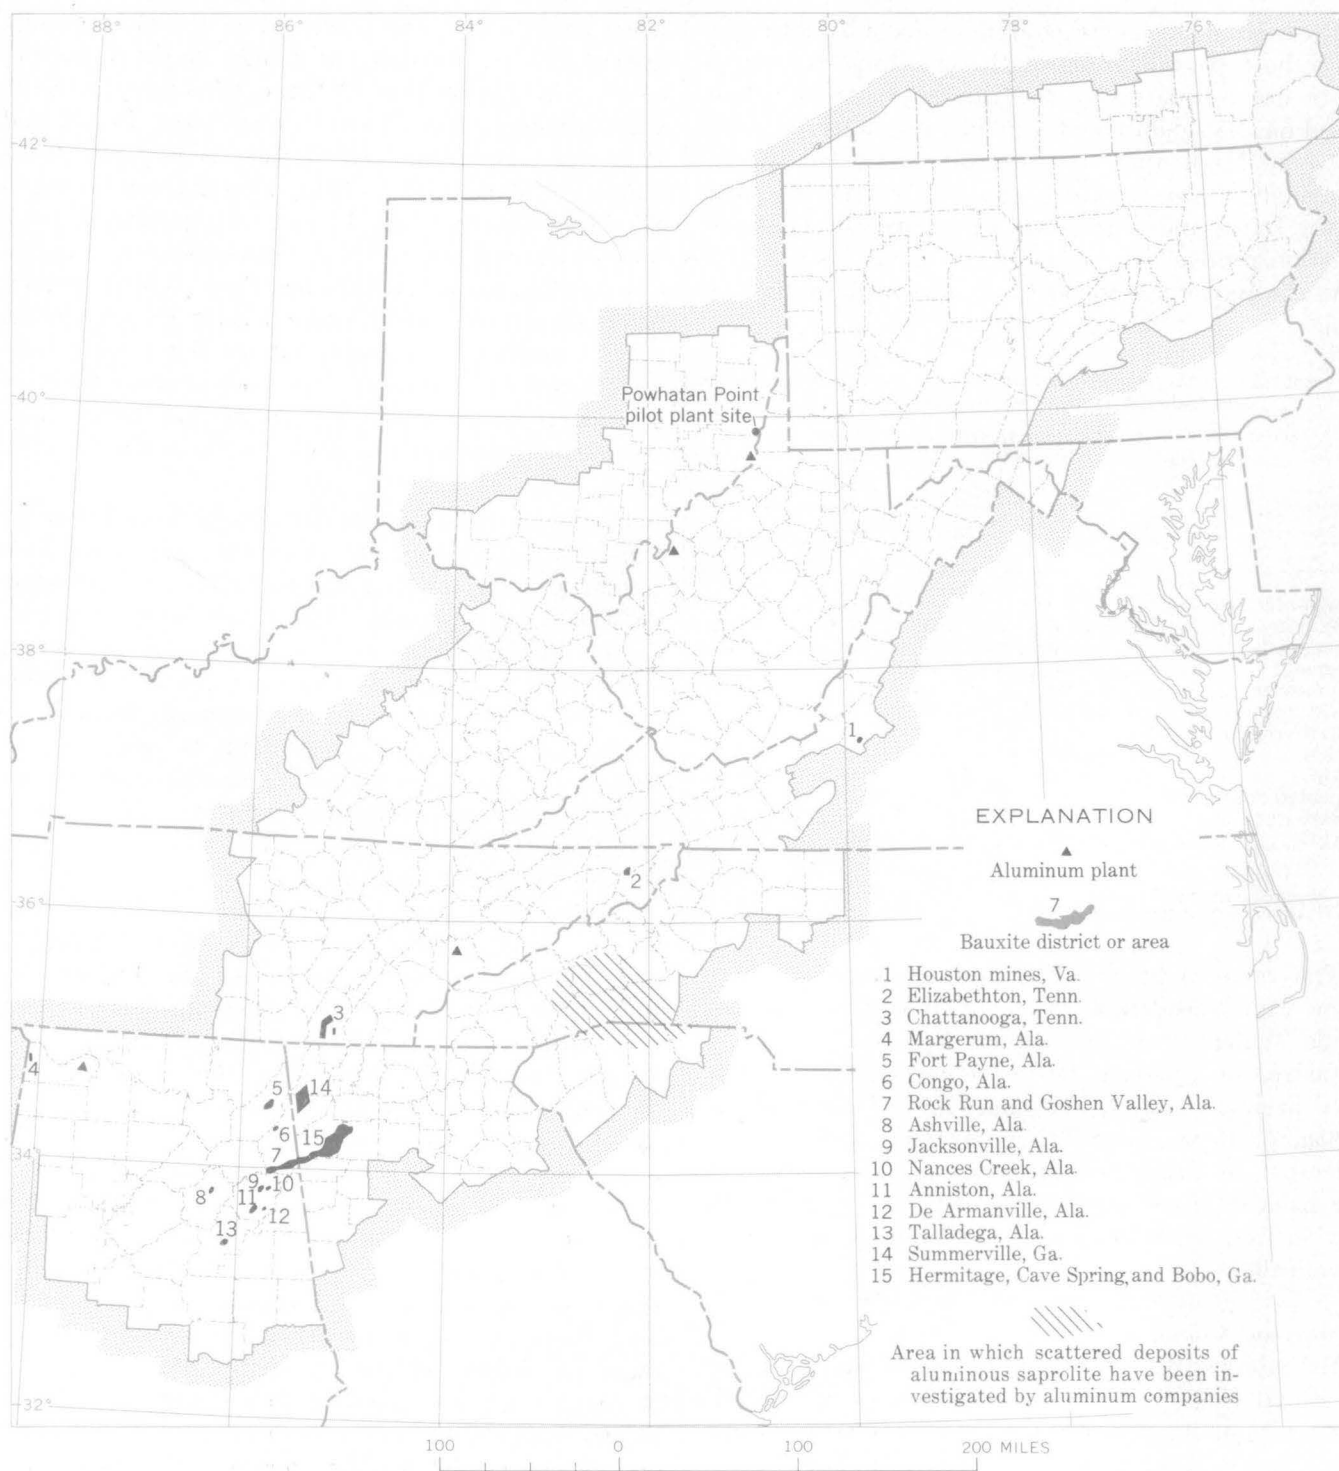 88° 86° 84° 82° 80° 78° 76°
42°
Powhatan Point
pilot plant site
40°
38°
1
2
36°
3
4
5
14
6
15
7
34°
8
9
10
11
12
13
32°
EXPLANATION
Aluminum plant
7
Bauxite district or area
1 Houston mines, Va.
2 Elizabethton, Tenn.
3 Chattanooga, Tenn.
4 Margerum, Ala.
5 Fort Payne, Ala.
6 Congo, Ala.
7 Rock Run and Goshen Valley, Ala.
8 Ashville, Ala.
9 Jacksonville, Ala.
10 Nances Creek, Ala.
11 Anniston, Ala.
12 De Armanville, Ala.
13 Talladega, Ala.
14 Summerville, Ga.
15 Hermitage, Cave Spring, and Bobo, Ga.
Area in which scattered deposits of
aluminous saprolite have been in-
vestigated by aluminum companies
100 0 100 200 MILES